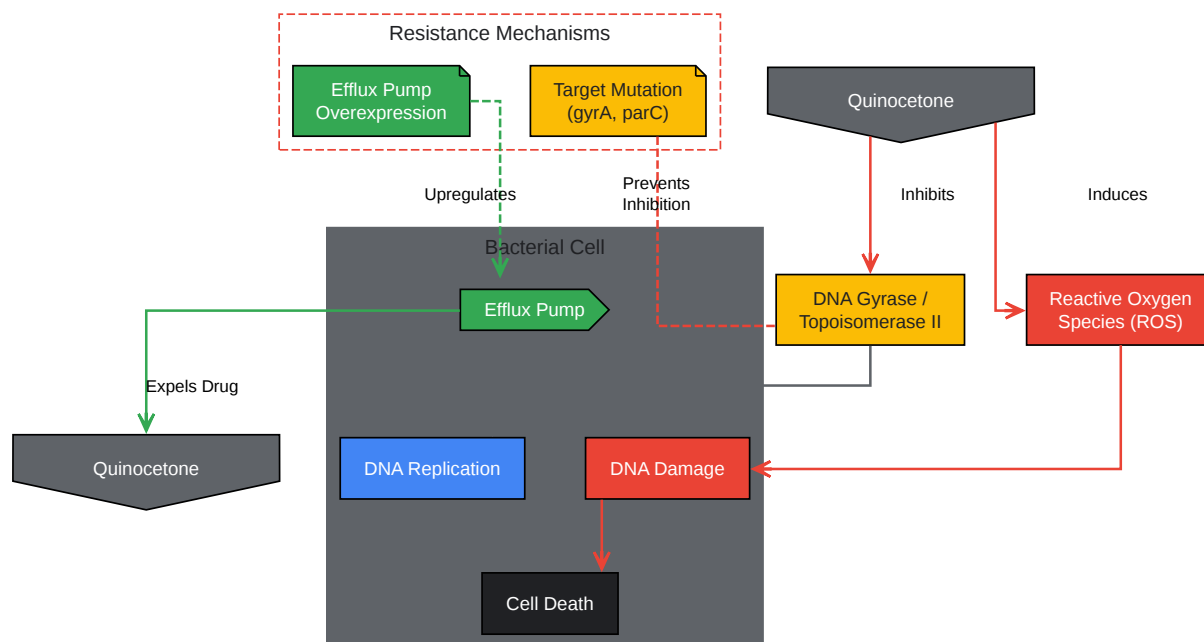 Resistance Mechanisms
Efflux Pump
Overexpression
Target Mutation
(gyrA, parC)
Quinocetone
Upregulates
Prevents
Inhibition
Inhibits
Induces
Bacterial Cell
Efflux Pump
DNA Gyrase /
Topoisomerase II
Reactive Oxygen
Species (ROS)
Expels Drug
Quinocetone
DNA Replication
DNA Damage
Cell Death